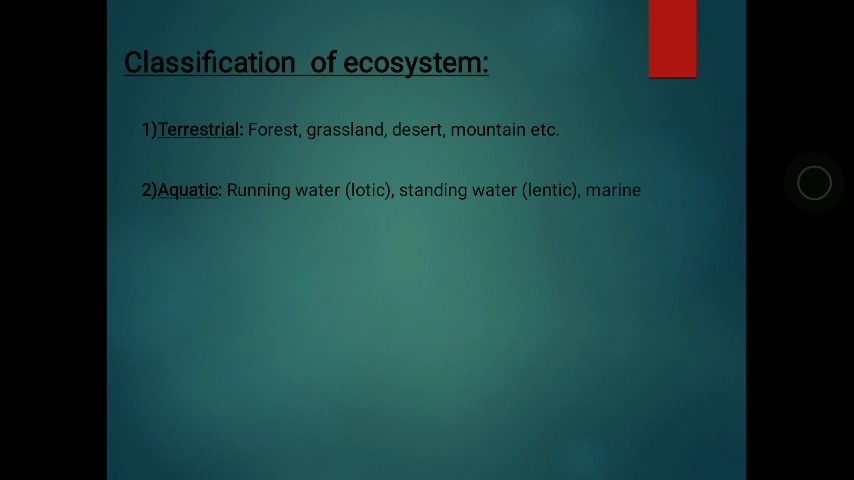 Classification of ecosystem:
1)Terrestrial: Forest, grassland, desert, mountain etc.
2)Aquatic: Running water (lotic), standing water (lentic), marine